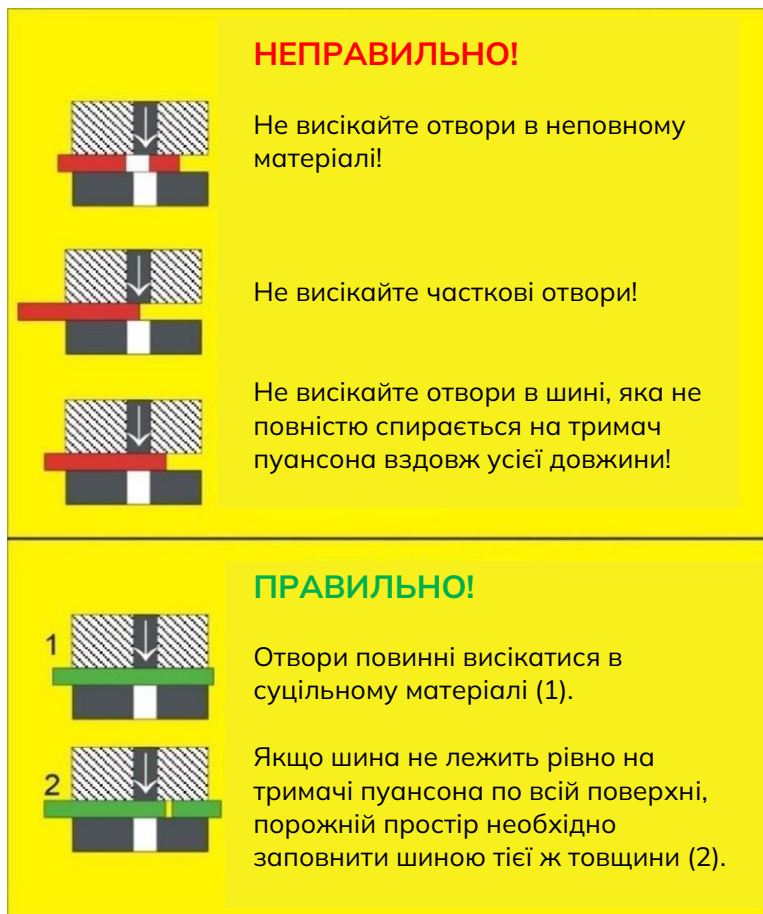 НЕПРАВИЛЬНО!
Не висікайте отвори в неповному
матеріалі!
Не висікайте часткові отвори!
Не висікайте отвори в шині, яка не
повністю спирається на тримач
пуансона вздовж усієї довжини!
ПРАВИЛЬНО!
1
Отвори повинні висікатися в
суцільному матеріалі (1).
2
Якщо шина не лежить рівно на
тримачі пуансона по всій поверхні,
порожній простір необхідно
заповнити шиною тієї ж товщини (2).